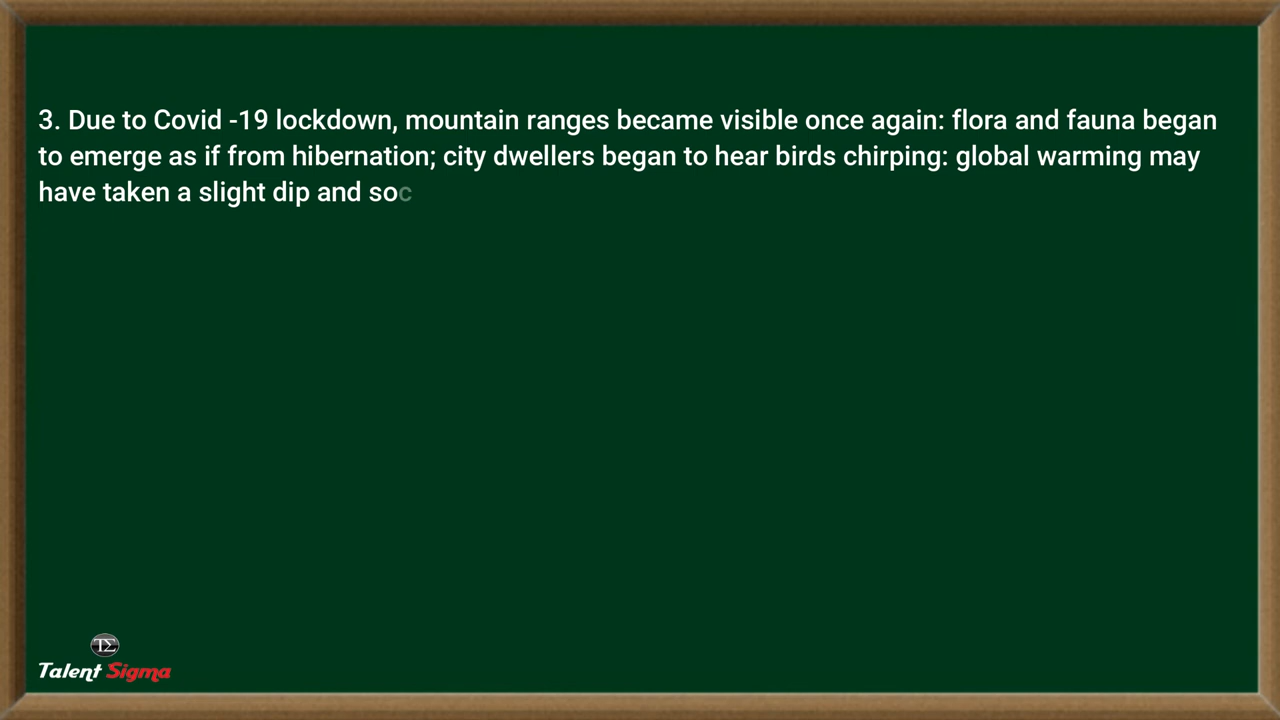 3. Due to Covid -19 lockdown, mountain ranges became visible once again: flora and fauna began
to emerge as if from hibernation; city dwellers began to hear birds chirping: global warming may
have taken a slight dip and soc
TΣ
Talent Sigma